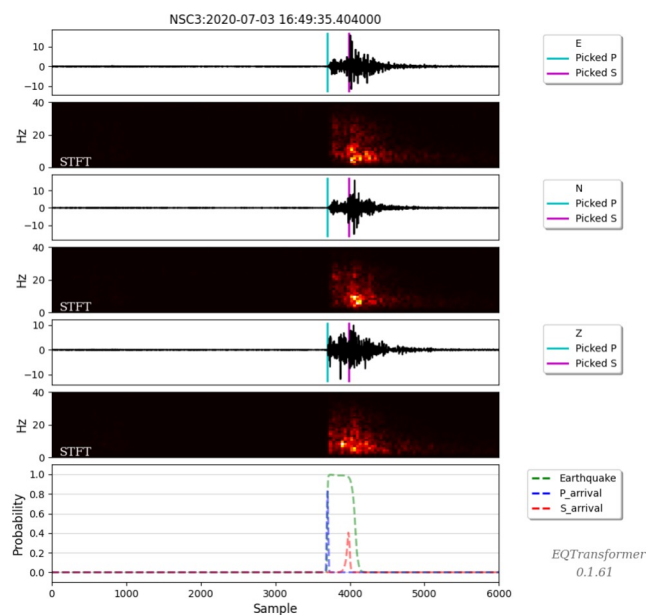 NSC3:2020-07-03 16:49:35.404000
10
0
−10
E
Picked P
Picked S
40
20
0
Hz
STFT
10
0
−10
N
Picked P
Picked S
40
20
0
Hz
STFT
10
0
−10
Z
Picked P
Picked S
40
20
0
Hz
STFT
1.0
0.8
0.6
0.4
0.2
0.0
Probability
Earthquake
P_arrival
S_arrival
0 1000 2000 3000 4000 5000 6000
Sample
EQTransformer
0.1.61